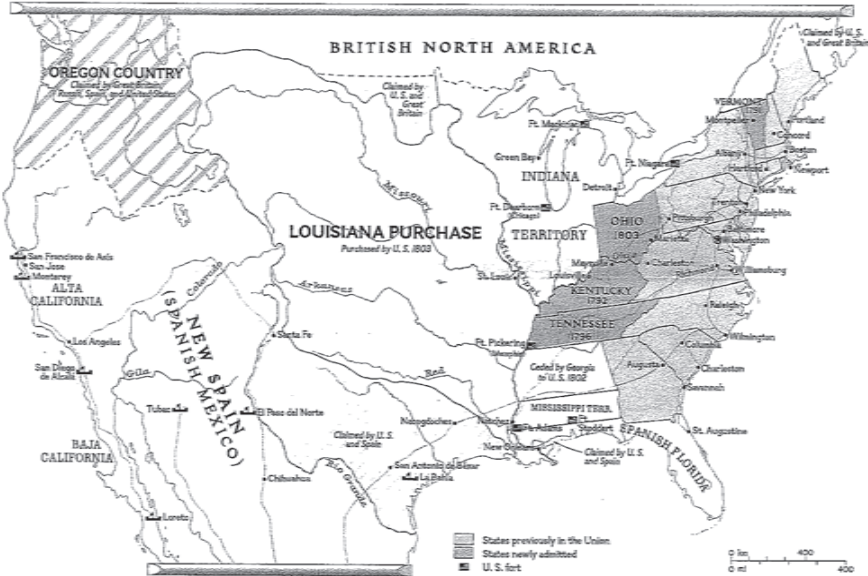 BRITISH NORTH AMERICA
Claimed by U. S.
and Great Britain
OREGON COUNTRY
Claimed by Great Britain,
Russia, Spain, and United States
Claimed by
U. S. and
Great
Britain
VERMONT
1791
Montpelier
Portland
Concord
Ft. Mackinac
Albany
Boston
Green Bay
Ft. Niagara
Hartford
Newport
INDIANA
Detroit
New York
Missouri
Trenton
Ft. Dearborn
(Chicago)
OHIO
1803
Pittsburgh
Philadelphia
LOUISIANA PURCHASE
Purchased by U. S. 1803
TERRITORY
Marietta
Baltimore
Washington
San Francisco de Asís
San Jose
Monterey
ALTA
CALIFORNIA
Colorado
Mississippi
St. Louis
Maysville
Ohio
Charleston
Louisville
Richmond
Williamsburg
KENTUCKY
1792
Arkansas
Raleigh
TENNESSEE
1796
NEW SPAIN
(SPANISH MEXICO)
Santa Fe
Los Angeles
Ft. Pickering
(Memphis)
Wilmington
Columbia
San Diego
de Alcalá
Gila
Red
Ceded by Georgia
to U. S. 1802
Augusta
Charleston
Savannah
Tubac
El Paso del Norte
Nacogdoches
Natchez
MISSISSIPPI TERR.
Ft. Adams
Ft.
Stoddert
St. Augustine
Claimed by U. S.
and Spain
BAJA
CALIFORNIA
New Orleans
Claimed by U. S.
and Spain
SPANISH FLORIDA
Chihuahua
Rio Grande
San Antonio de Béxar
La Bahía
Loreto
States previously in the Union
States newly admitted
U. S. fort
0 km 400
0 mi 400